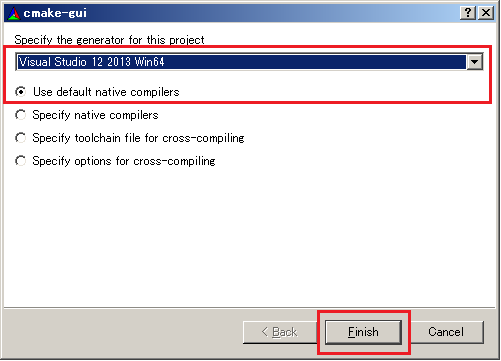 cmake-gui
Specify the generator for this project
Visual Studio 12 2013 Win64
Use default native compilers
Specify native compilers
Specify toolchain file for cross-compiling
Specify options for cross-compiling
< Back
Finish
Cancel